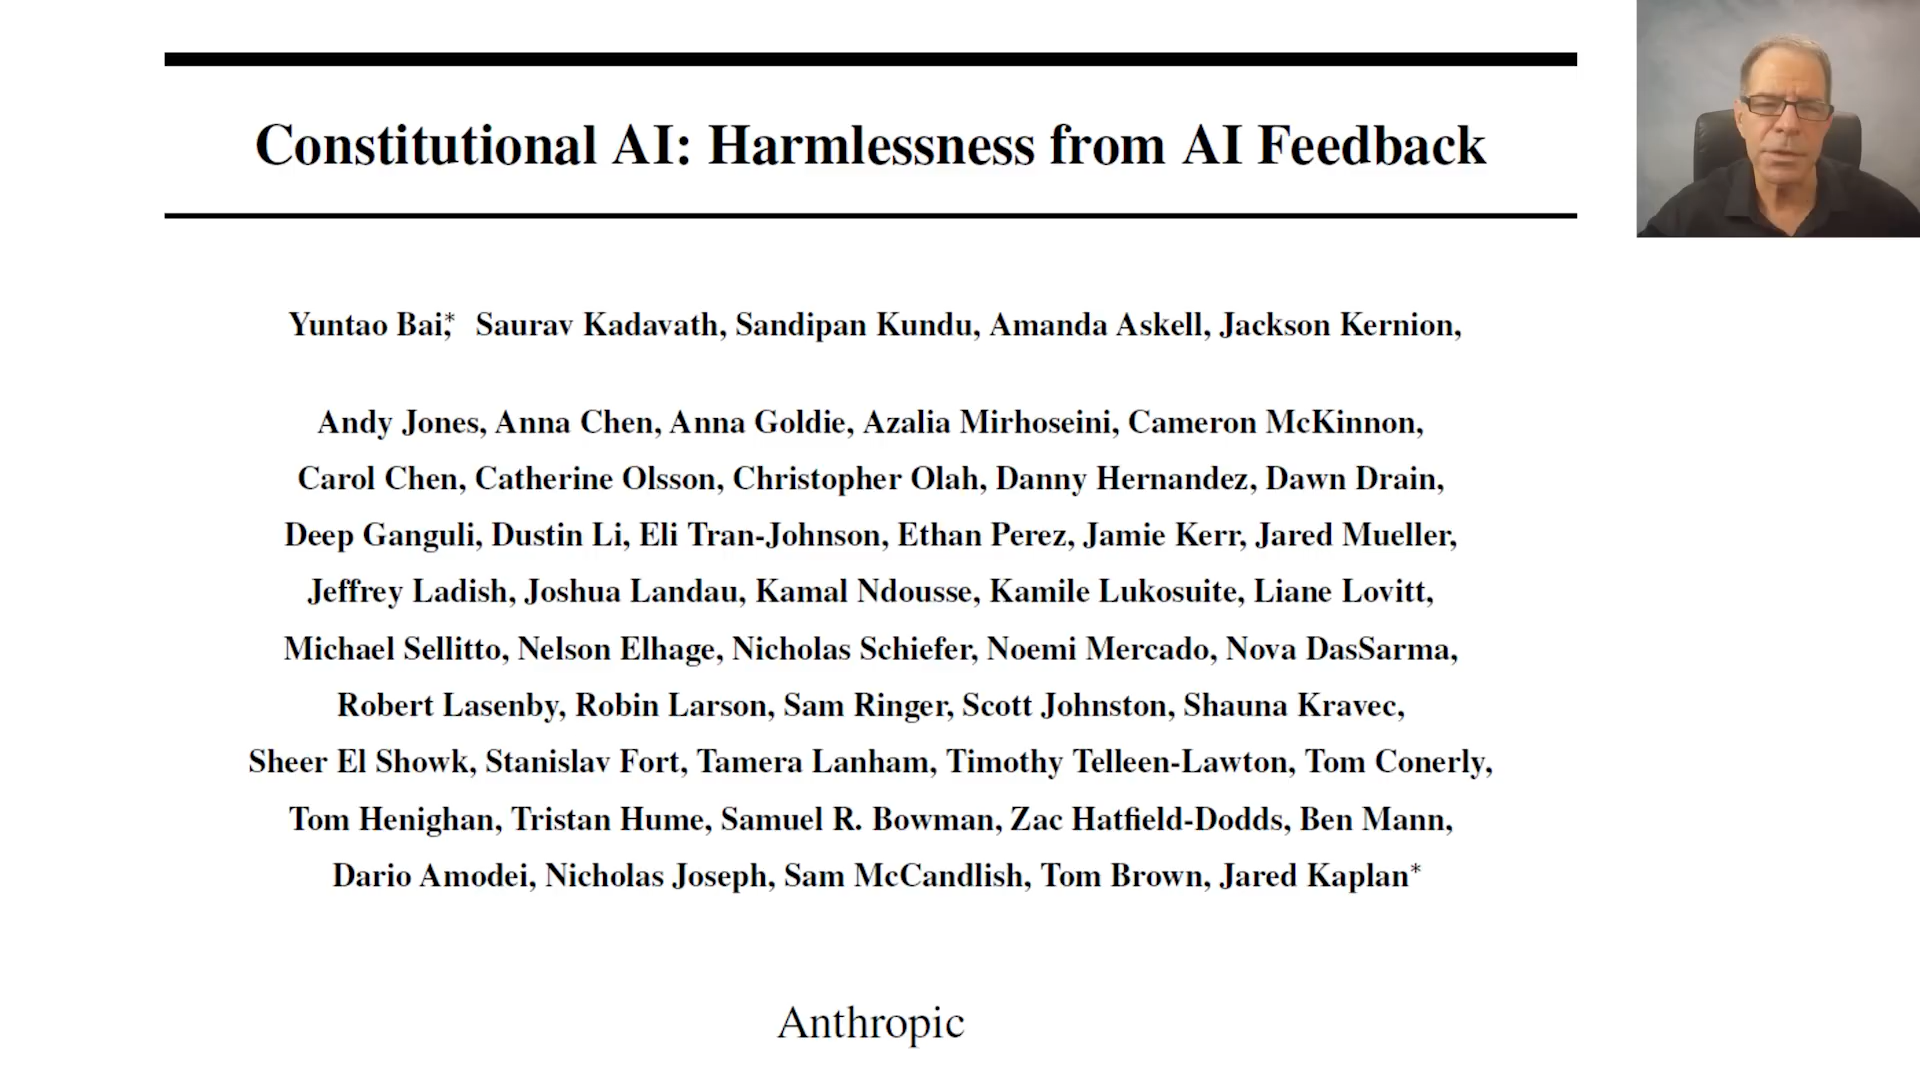 Constitutional AI: Harmlessness from AI Feedback
Yuntao Bai,* Saurav Kadavath, Sandipan Kundu, Amanda Askell, Jackson Kernion,
Andy Jones, Anna Chen, Anna Goldie, Azalia Mirhoseini, Cameron McKinnon,
Carol Chen, Catherine Olsson, Christopher Olah, Danny Hernandez, Dawn Drain,
Deep Ganguli, Dustin Li, Eli Tran-Johnson, Ethan Perez, Jamie Kerr, Jared Mueller,
Jeffrey Ladish, Joshua Landau, Kamal Ndousse, Kamile Lukosuite, Liane Lovitt,
Michael Sellitto, Nelson Elhage, Nicholas Schiefer, Noemi Mercado, Nova DasSarma,
Robert Lasenby, Robin Larson, Sam Ringer, Scott Johnston, Shauna Kravec,
Sheer El Showk, Stanislav Fort, Tamera Lanham, Timothy Telleen-Lawton, Tom Conerly,
Tom Henighan, Tristan Hume, Samuel R. Bowman, Zac Hatfield-Dodds, Ben Mann,
Dario Amodei, Nicholas Joseph, Sam McCandlish, Tom Brown, Jared Kaplan*
Anthropic